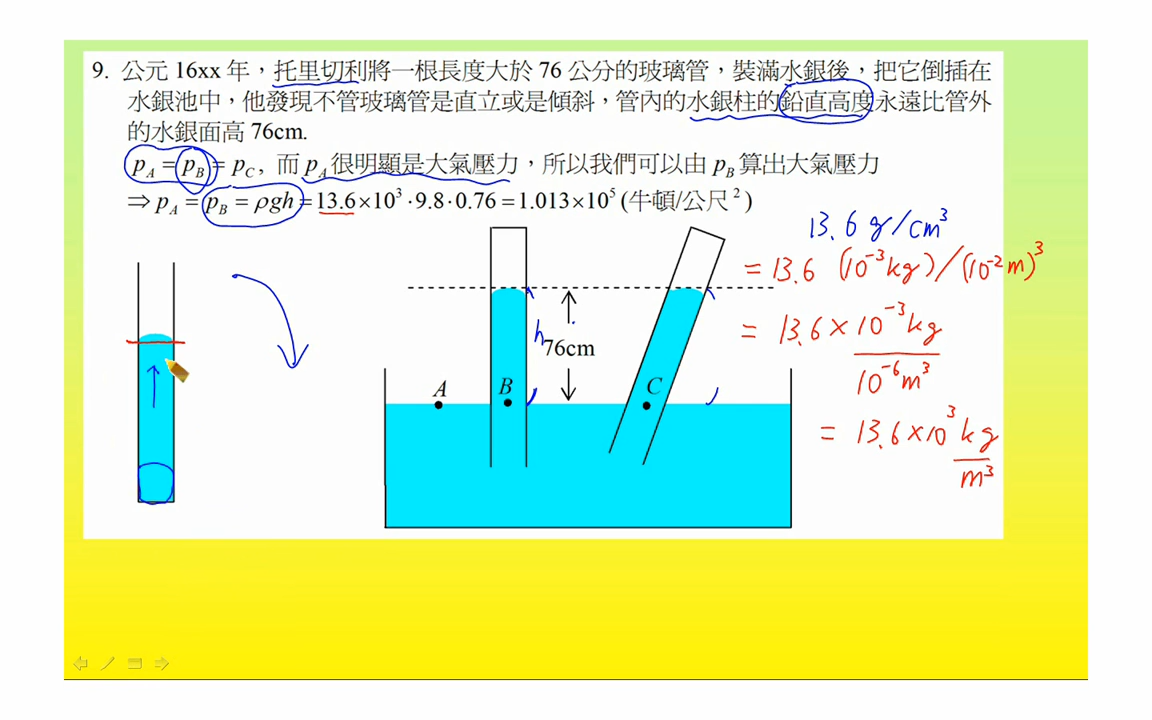 9. 公元 16xx 年，托里切利將一根長度大於 76 公分的玻璃管，裝滿水銀後，把它倒插在
水銀池中，他發現不管玻璃管是直立或是傾斜，管內的水銀柱的鉛直高度永遠比管外
的水銀面高 76cm.
p_A = p_B = p_C, 而 p_A 很明顯是大氣壓力，所以我們可以由 p_B 算出大氣壓力
⇒ p_A = p_B = ρgh = 13.6×10³·9.8·0.76 = 1.013×10⁵ (牛頓/公尺²)
13.6 g/cm³
= 13.6 (10⁻³kg)/(10⁻²m)³
= 13.6×10⁻³kg
10⁻⁶m³
= 13.6×10³ kg
m³
h
76cm
A
B
C